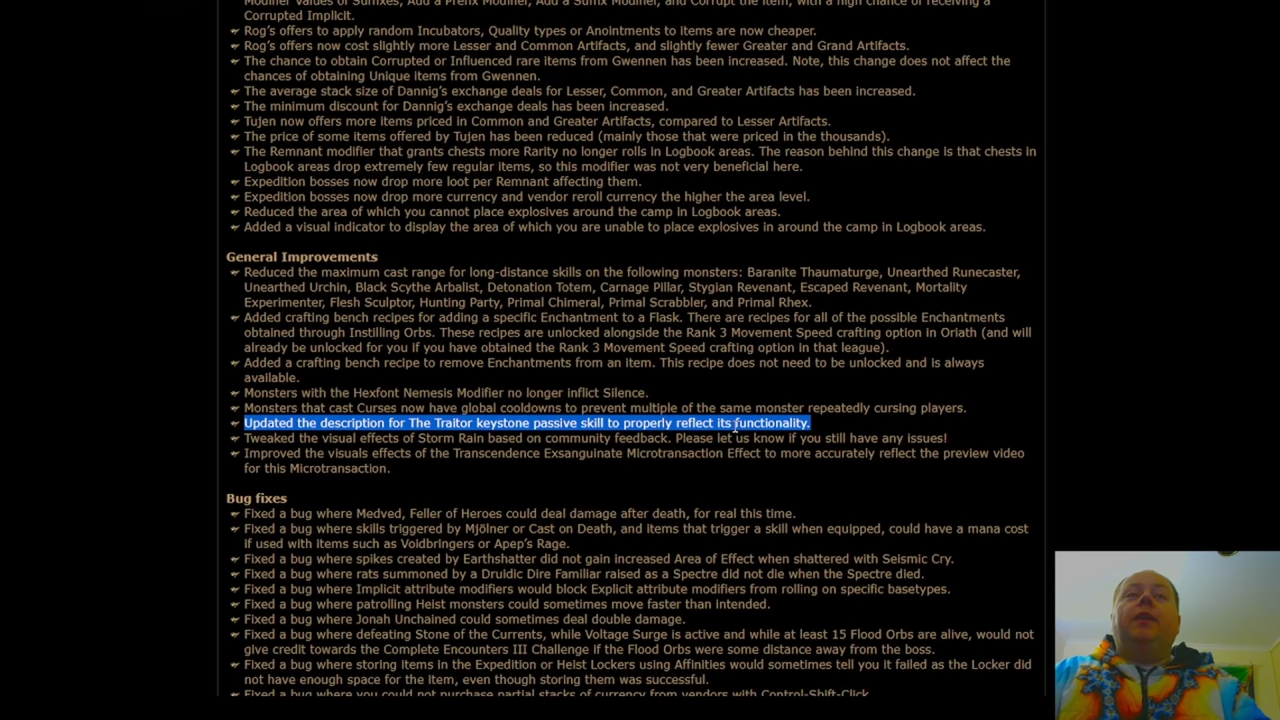 Modifier Values or Suffixes, Add a Prefix Modifier, Add a Suffix Modifier, and Corrupt the item, with a high chance of receiving a
Corrupted Implicit.
Rog's offers to apply random Incubators, Quality types or Anointments to items are now cheaper.
Rog's offers now cost slightly more Lesser and Common Artifacts, and slightly fewer Greater and Grand Artifacts.
The chance to obtain Corrupted or Influenced rare items from Gwennen has been increased. Note, this change does not affect the
chances of obtaining Unique items from Gwennen.
The average stack size of Dannig's exchange deals for Lesser, Common, and Greater Artifacts has been increased.
The minimum discount for Dannig's exchange deals has been increased.
Tujen now offers more items priced in Common and Greater Artifacts, compared to Lesser Artifacts.
The price of some items offered by Tujen has been reduced (mainly those that were priced in the thousands).
The Remnant modifier that grants chests more Rarity no longer rolls in Logbook areas. The reason behind this change is that chests in
Logbook areas drop extremely few regular items, so this modifier was not very beneficial here.
Expedition bosses now drop more loot per Remnant affecting them.
Expedition bosses now drop more currency and vendor reroll currency the higher the area level.
Reduced the area of which you cannot place explosives around the camp in Logbook areas.
Added a visual indicator to display the area of which you are unable to place explosives in around the camp in Logbook areas.
General Improvements
Reduced the maximum cast range for long-distance skills on the following monsters: Baranite Thaumaturge, Unearthed Runecaster,
Unearthed Urchin, Black Scythe Arbalist, Detonation Totem, Carnage Pillar, Stygian Revenant, Escaped Revenant, Mortality
Experimenter, Flesh Sculptor, Hunting Party, Primal Chimeral, Primal Scrabbler, and Primal Rhex.
Added crafting bench recipes for adding a specific Enchantment to a Flask. There are recipes for all of the possible Enchantments
obtained through Instilling Orbs. These recipes are unlocked alongside the Rank 3 Movement Speed crafting option in Oriath (and will
already be unlocked for you if you have obtained the Rank 3 Movement Speed crafting option in that league).
Added a crafting bench recipe to remove Enchantments from an item. This recipe does not need to be unlocked and is always
available.
Monsters with the Hexfont Nemesis Modifier no longer inflict Silence.
Monsters that cast Curses now have global cooldowns to prevent multiple of the same monster repeatedly cursing players.
Updated the description for The Traitor keystone passive skill to properly reflect its functionality.
Tweaked the visual effects of Storm Rain based on community feedback. Please let us know if you still have any issues!
Improved the visuals effects of the Transcendence Exsanguinate Microtransaction Effect to more accurately reflect the preview video
for this Microtransaction.
Bug fixes
Fixed a bug where Medved, Feller of Heroes could deal damage after death, for real this time.
Fixed a bug where skills triggered by Mjölner or Cast on Death, and items that trigger a skill when equipped, could have a mana cost
if used with items such as Voidbringers or Apep's Rage.
Fixed a bug where spikes created by Earthshatter did not gain increased Area of Effect when shattered with Seismic Cry.
Fixed a bug where rats summoned by a Druidic Dire Familiar raised as a Spectre did not die when the Spectre died.
Fixed a bug where Implicit attribute modifiers would block Explicit attribute modifiers from rolling on specific basetypes.
Fixed a bug where patrolling Heist monsters could sometimes move faster than intended.
Fixed a bug where Jonah Unchained could sometimes deal double damage.
Fixed a bug where defeating Stone of the Currents, while Voltage Surge is active and while at least 15 Flood Orbs are alive, would not
give credit towards the Complete Encounters III Challenge if the Flood Orbs were some distance away from the boss.
Fixed a bug where storing items in the Expedition or Heist Lockers using Affinities would sometimes tell you it failed as the Locker did
not have enough space for the item, even though storing them was successful.
Fixed a bug where you could not purchase partial stacks of currency from vendors with Control-Shift-Click